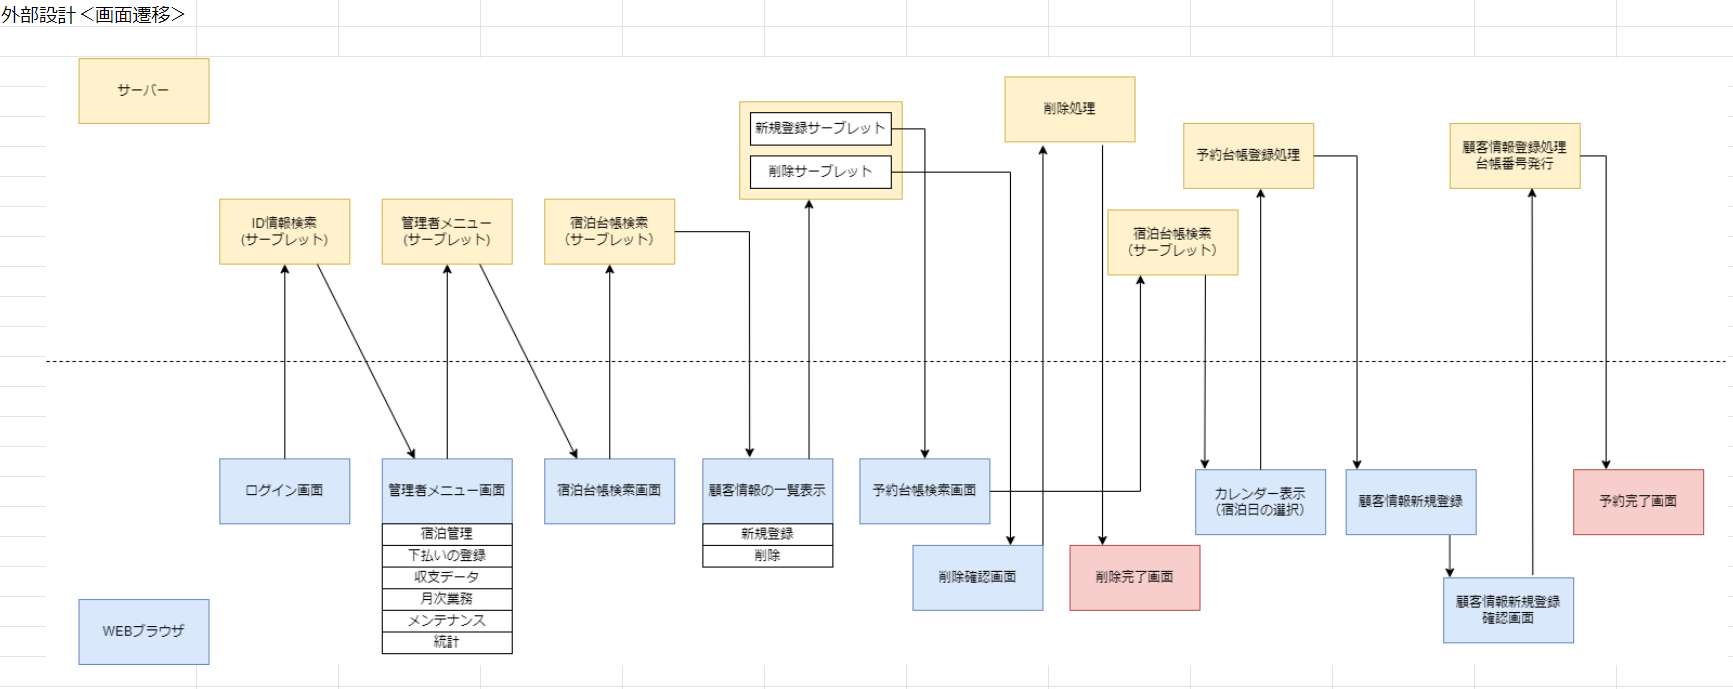 外部設計＜画面遷移＞
サーバー
新規登録サーブレット
削除サーブレット
削除処理
予約台帳登録処理
顧客情報登録処理
台帳番号発行
ID情報検索
(サーブレット)
管理者メニュー
(サーブレット)
宿泊台帳検索
（サーブレット）
宿泊台帳検索
（サーブレット）
ログイン画面
管理者メニュー画面
宿泊管理
下払いの登録
収支データ
月次業務
メンテナンス
統計
宿泊台帳検索画面
顧客情報の一覧表示
新規登録
削除
予約台帳検索画面
削除確認画面
削除完了画面
カレンダー表示
（宿泊日の選択）
顧客情報新規登録
顧客情報新規登録
確認画面
予約完了画面
WEBブラウザ